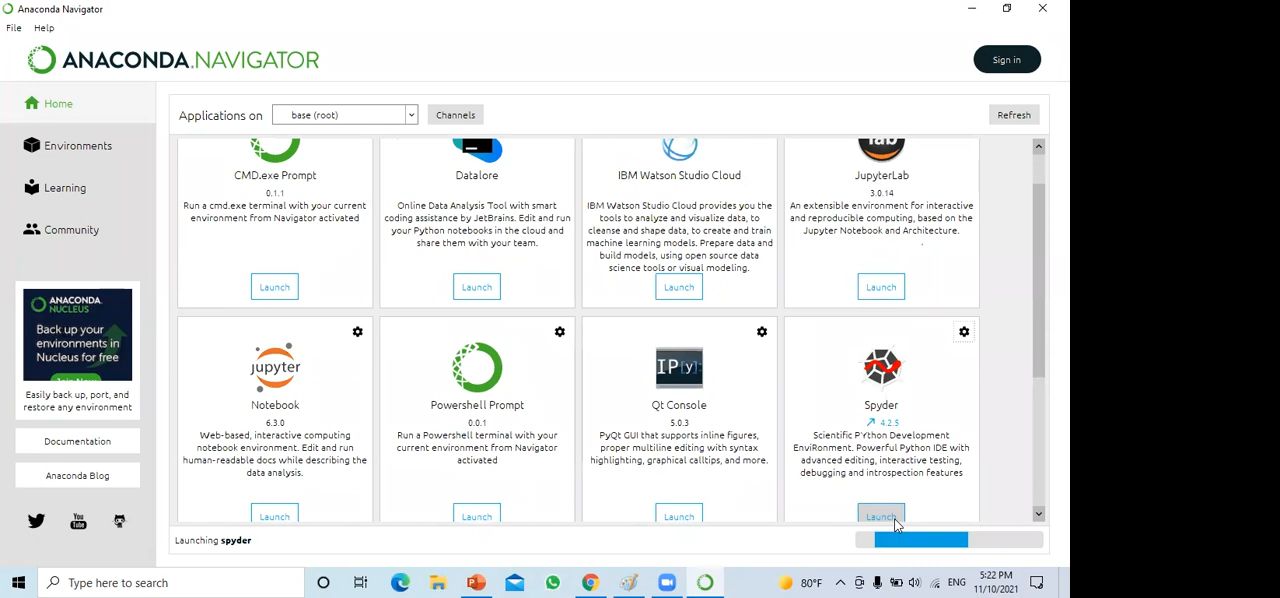 Anaconda Navigator
File Help
ANACONDA.NAVIGATOR
Sign in
Home
Environments
Learning
Community
Applications on base (root) Channels Refresh
CMD.exe Prompt
0.1.1
Run a cmd.exe terminal with your current
environment from Navigator activated
Launch
Datalore
Online Data Analysis Tool with smart
coding assistance by JetBrains. Edit and run
your Python notebooks in the cloud and
share them with your team.
Launch
IBM Watson Studio Cloud
IBM Watson Studio Cloud provides you the
tools to analyze and visualize data, to
cleanse and shape data, to create and train
machine learning models. Prepare data and
build models, using open source data
science tools or visual modeling.
Launch
lab
JupyterLab
3.0.14
An extensible environment for interactive
and reproducible computing, based on the
Jupyter Notebook and Architecture.
Launch
jupyter
Notebook
6.3.0
Web-based, interactive computing
notebook environment. Edit and run
human-readable docs while describing the
data analysis.
Launch
Powershell Prompt
0.0.1
Run a Powershell terminal with your
current environment from Navigator
activated
Launch
IP[y]:
Qt Console
5.0.3
PyQt GUI that supports inline figures,
proper multiline editing with syntax
highlighting, graphical calltips, and more.
Launch
Spyder
4.2.5
Scientific PYthon Development
EnviRonment. Powerful Python IDE with
advanced editing, interactive testing,
debugging and introspection features
Launch
ANACONDA.
NUCLEUS
Back up your
environments in
Nucleus for free
Join Now
Easily back up, port, and
restore any environment
Documentation
Anaconda Blog
You
Tube
Launching spyder
Type here to search
80°F
ENG
5:22 PM
11/10/2021